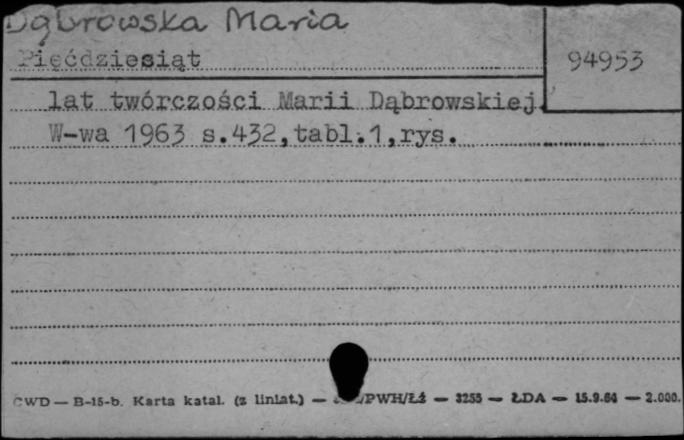 Dąbrowska Maria
Pięćdziesiąt
94953
lat twórczości Marii Dąbrowskiej.
W-wa 1963 s.432,tabl.1,rys.
CWD — B-15-b. Karta katal. (z liniat.) — /PWH/Łż — 3255 — ŁDA — 15.9.64 — 2.000.